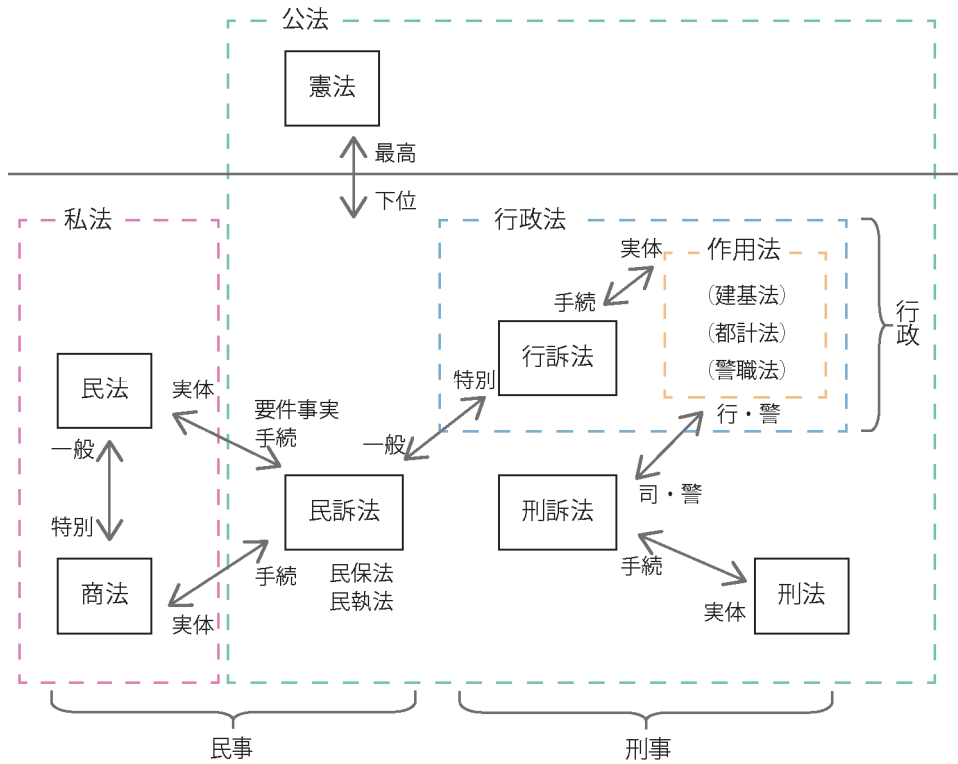 公法
憲法
最高
下位
私法
行政法
作用法
実体
手続
(建基法)
(都計法)
(警職法)
行政
行訴法
特別
民法
実体
要件事実
手続
一般
一般
行・警
司・警
民訴法
刑訴法
特別
商法
手続
実体
民保法
民執法
手続
実体
刑法
民事
刑事